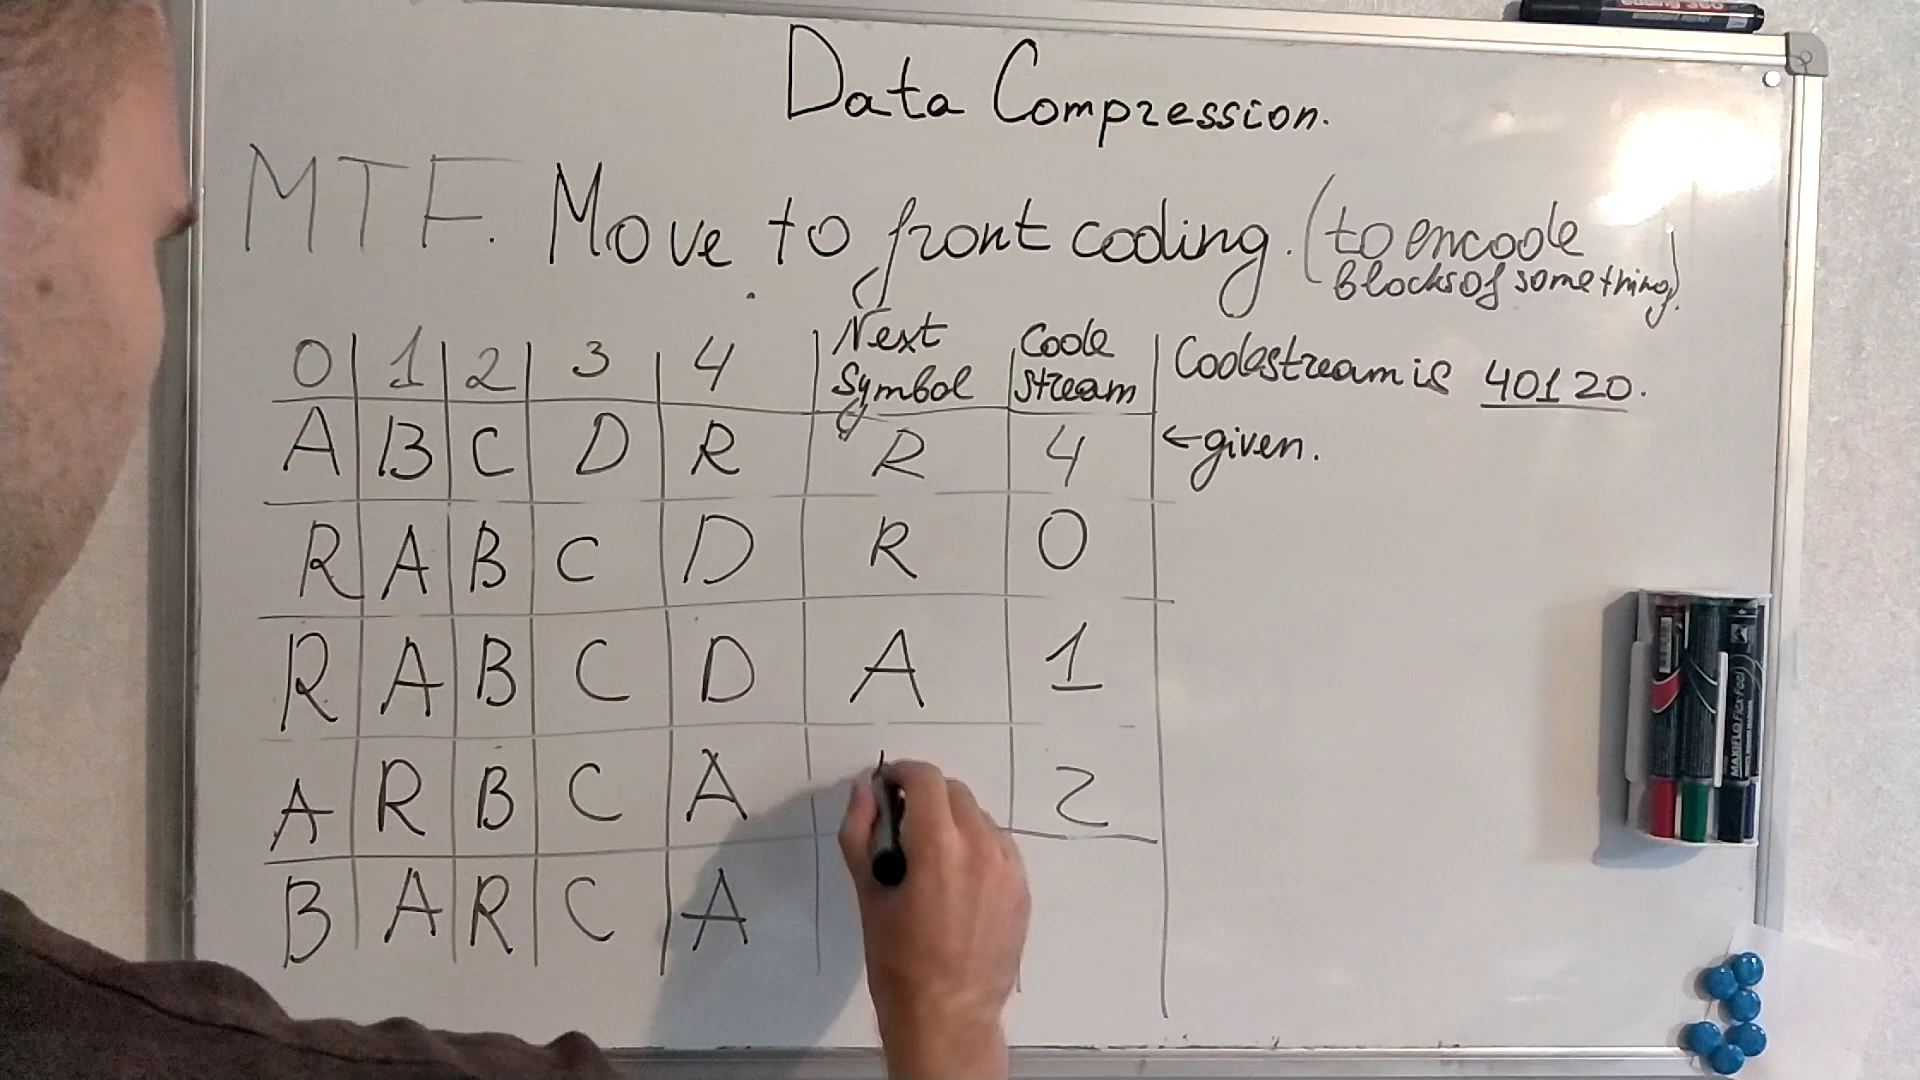 Data Compression.
MTF. Move to front coding. (to encode
blocks of something)
0 1 2 3 4 Next Symbol Code stream
Codestream is 40120.
A B C D R R 4 ←given.
R A B C D R 0
R A B C D A 1
A R B C A 2
B A R C A